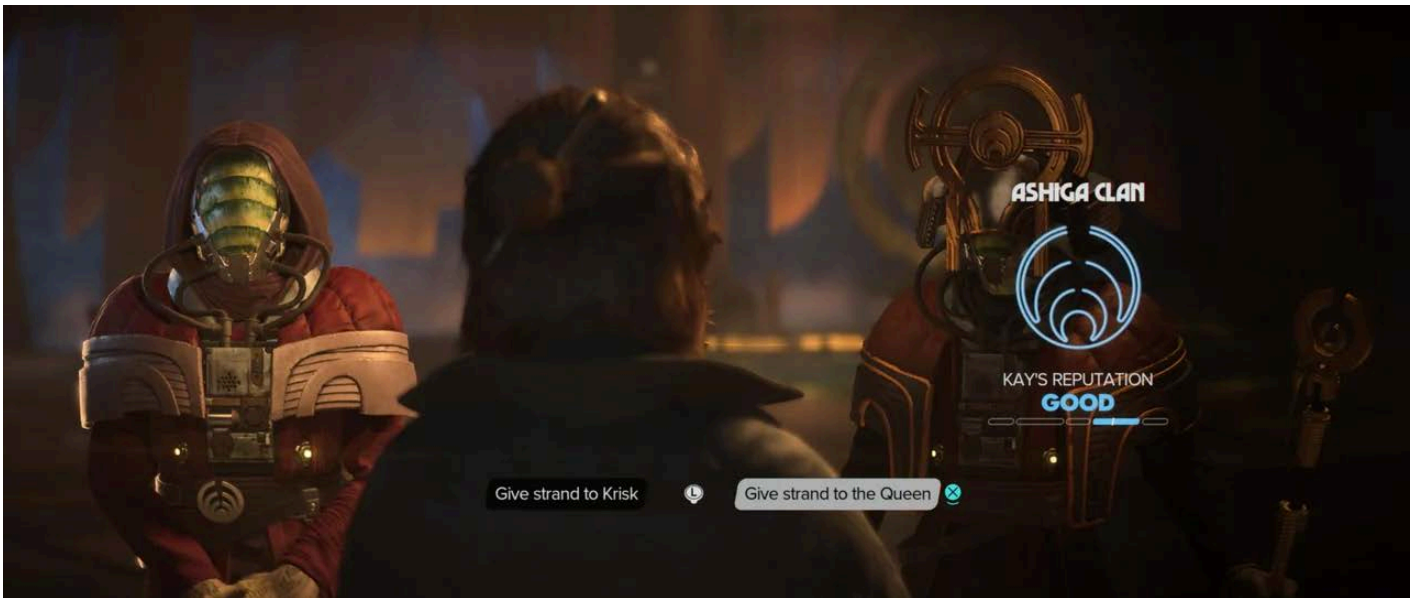 ASHIGA CLAN
KAY'S REPUTATION
GOOD
Give strand to Krisk
L
Give strand to the Queen